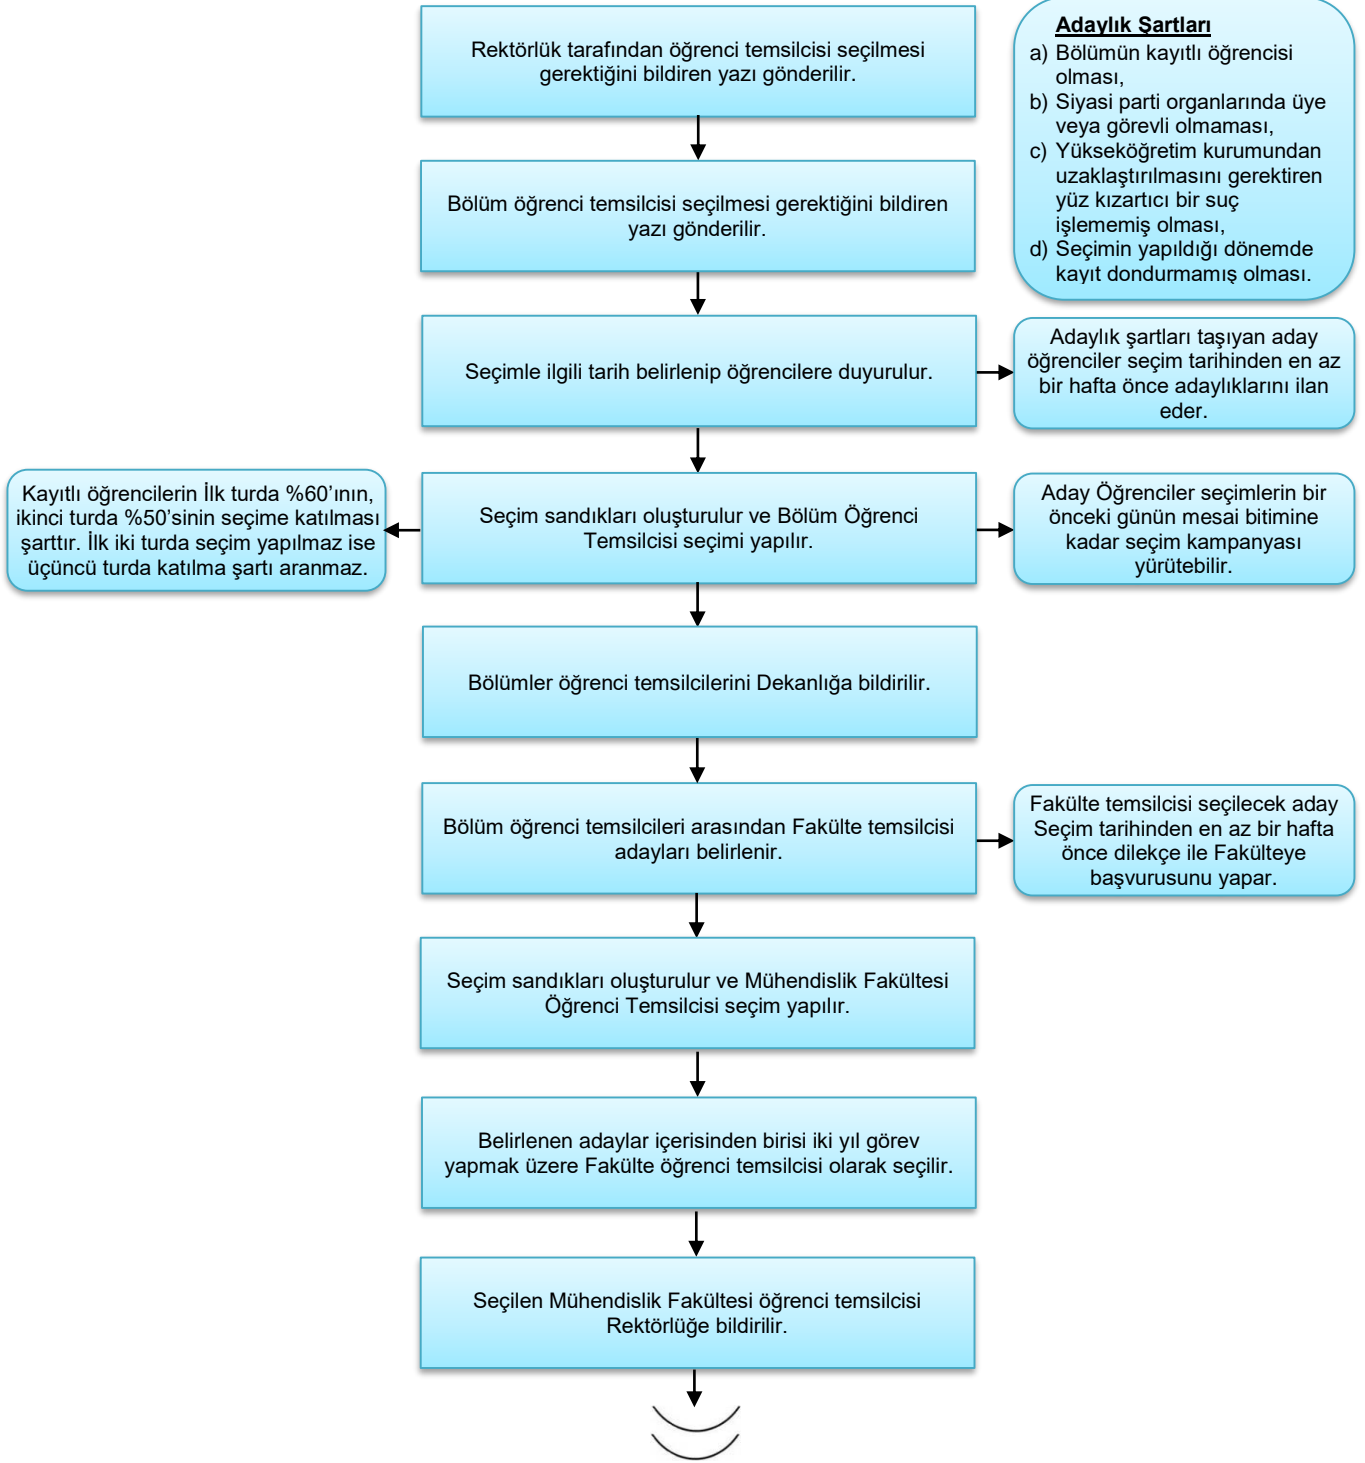 Rektörlük tarafından öğrenci temsilcisi seçilmesi
gerektiğini bildiren yazı gönderilir.
Adaylık Şartları
a) Bölümün kayıtlı öğrencisi
olması,
b) Siyasi parti organlarında üye
veya görevli olmaması,
c) Yükseköğretim kurumundan
uzaklaştırılmasını gerektiren
yüz kızartıcı bir suç
işlememiş olması,
d) Seçimin yapıldığı dönemde
kayıt dondurmamış olması.
Bölüm öğrenci temsilcisi seçilmesi gerektiğini bildiren
yazı gönderilir.
Seçimle ilgili tarih belirlenip öğrencilere duyurulur.
Adaylık şartları taşıyan aday
öğrenciler seçim tarihinden en az
bir hafta önce adaylıklarını ilan
eder.
Kayıtlı öğrencilerin İlk turda %60’ının,
ikinci turda %50’sinin seçime katılması
şarttır. İlk iki turda seçim yapılmaz ise
üçüncü turda katılma şartı aranmaz.
Seçim sandıkları oluşturulur ve Bölüm Öğrenci
Temsilcisi seçimi yapılır.
Aday Öğrenciler seçimlerin bir
önceki günün mesai bitimine
kadar seçim kampanyası
yürütebilir.
Bölümler öğrenci temsilcilerini Dekanlığa bildirilir.
Bölüm öğrenci temsilcileri arasından Fakülte temsilcisi
adayları belirlenir.
Fakülte temsilcisi seçilecek aday
Seçim tarihinden en az bir hafta
önce dilekçe ile Fakülteye
başvurusunu yapar.
Seçim sandıkları oluşturulur ve Mühendislik Fakültesi
Öğrenci Temsilcisi seçim yapılır.
Belirlenen adaylar içerisinden birisi iki yıl görev
yapmak üzere Fakülte öğrenci temsilcisi olarak seçilir.
Seçilen Mühendislik Fakültesi öğrenci temsilcisi
Rektörlüğe bildirilir.